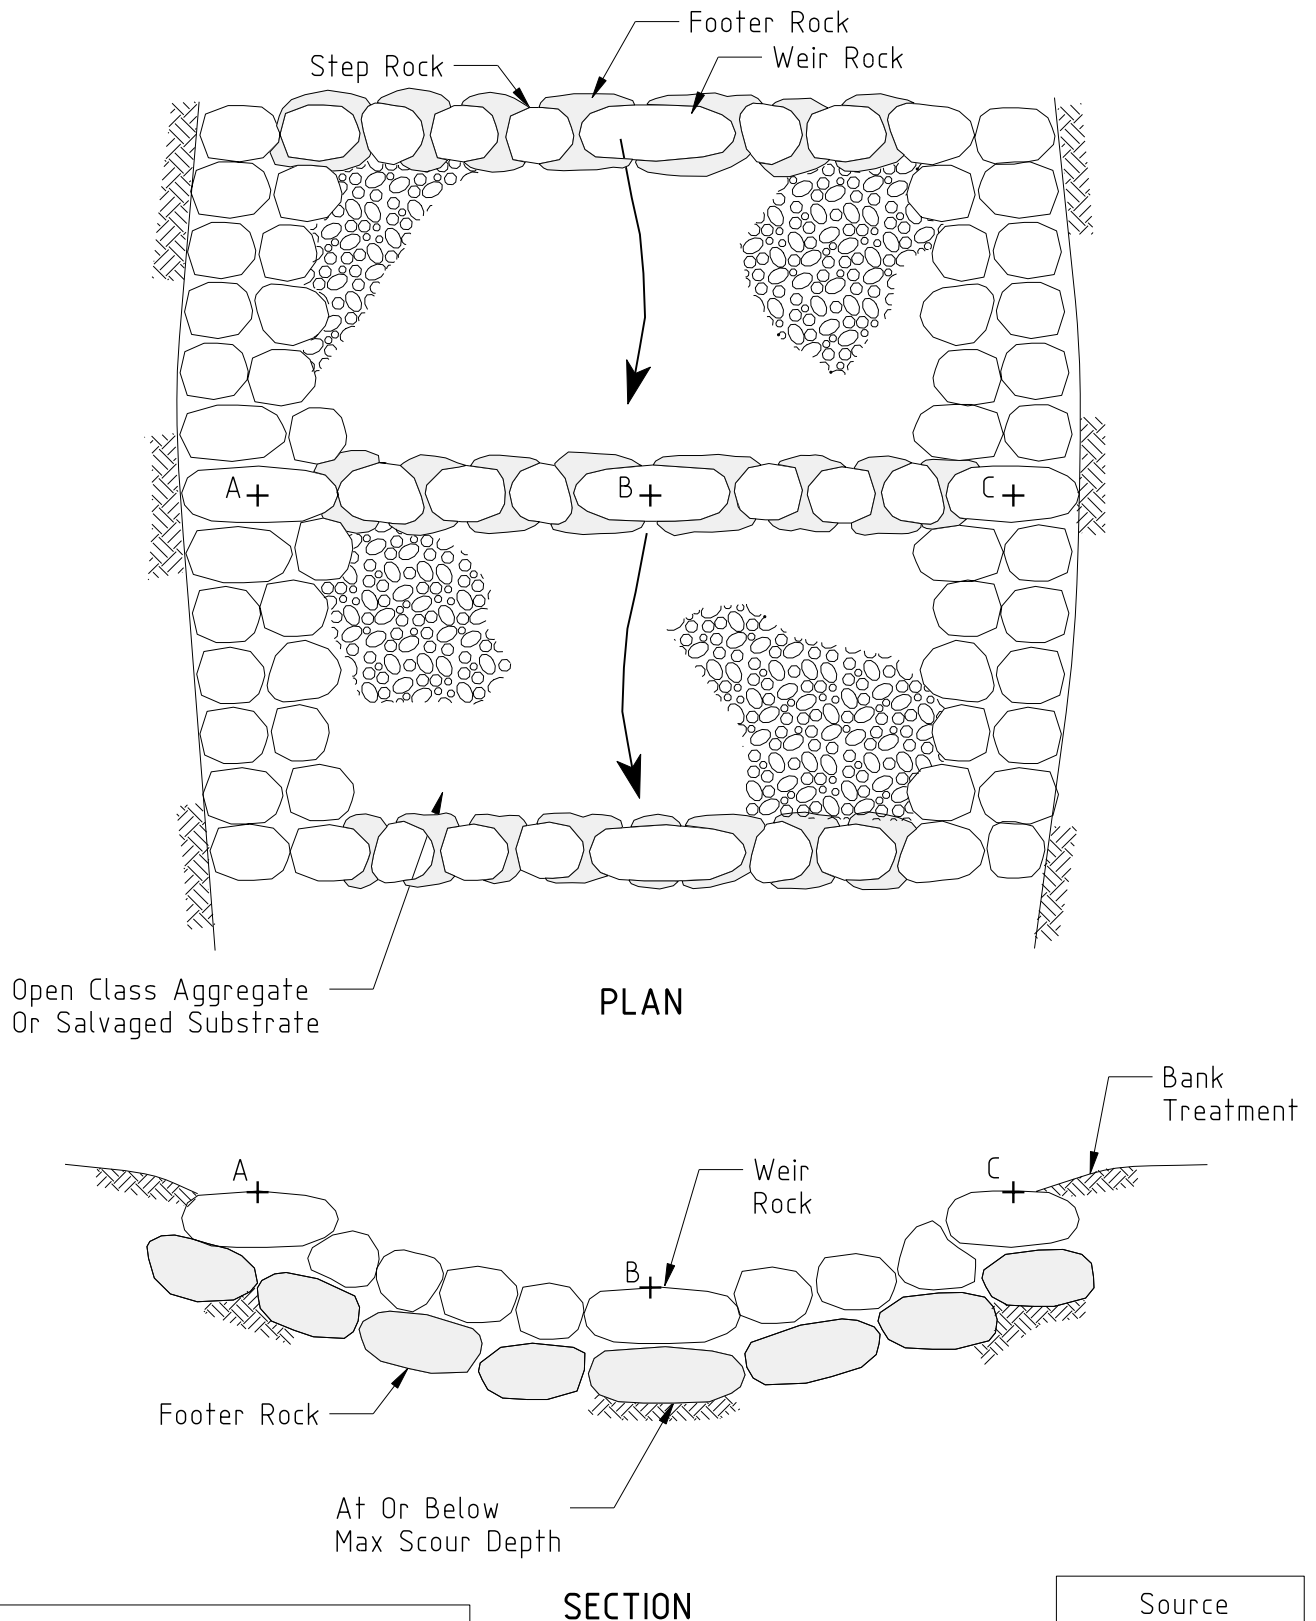 Footer Rock
Weir Rock
Step Rock
A
B
C
Open Class Aggregate
Or Salvaged Substrate
PLAN
Bank
Treatment
A
Weir
Rock
C
B
Footer Rock
At Or Below
Max Scour Depth
SECTION
Source